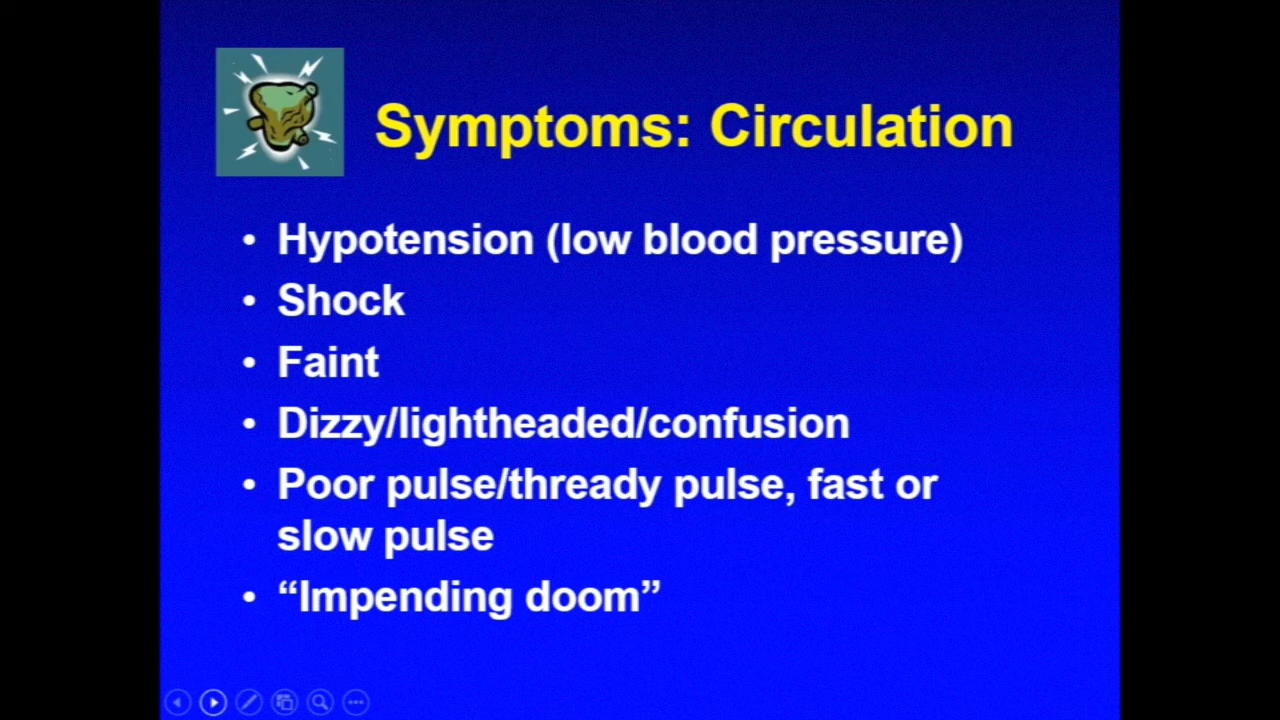 Symptoms: Circulation
• Hypotension (low blood pressure)
• Shock
• Faint
• Dizzy/lightheaded/confusion
• Poor pulse/thready pulse, fast or
slow pulse
• “Impending doom”